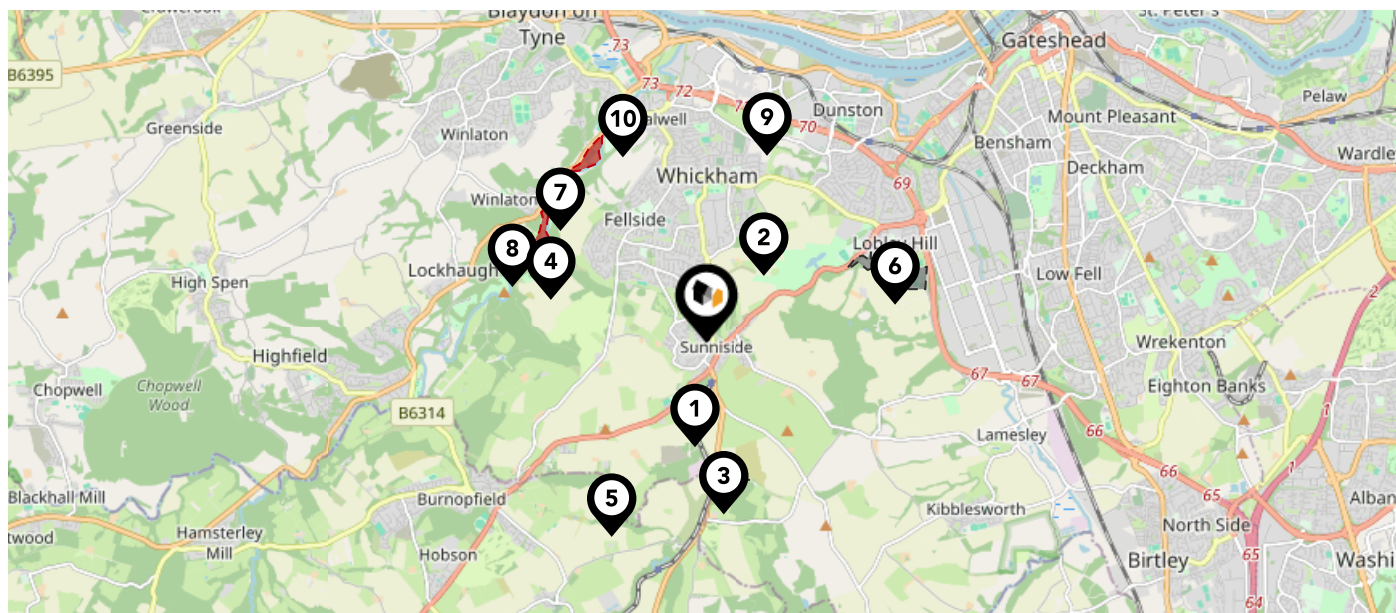 Blaydon on
Tyne
St. Peter's
Gateshead
73
B6395
73
72
70
Pelaw
Greenside
10
9
Dunston
Mount Pleasant
Winlaton
Bensham
Wardle
Deckham
Whickham
69
7
Winlaton
Fellside
2
8
4
Lobley Hill
6
Lockhaugh
High Spen
Low Fell
2
Sunniside
Wrekenton
Highfield
67
67
Eighton Banks
Chopwell
Chopwell
Wood
B6314
1
1
66
Lamesley
66
1
3
65
5
Blackhall Mill
Burnopfield
Alban
Kibblesworth
North Side
twood
Hamsterley
Mill
Hobson
65
Birtley
Washi
64